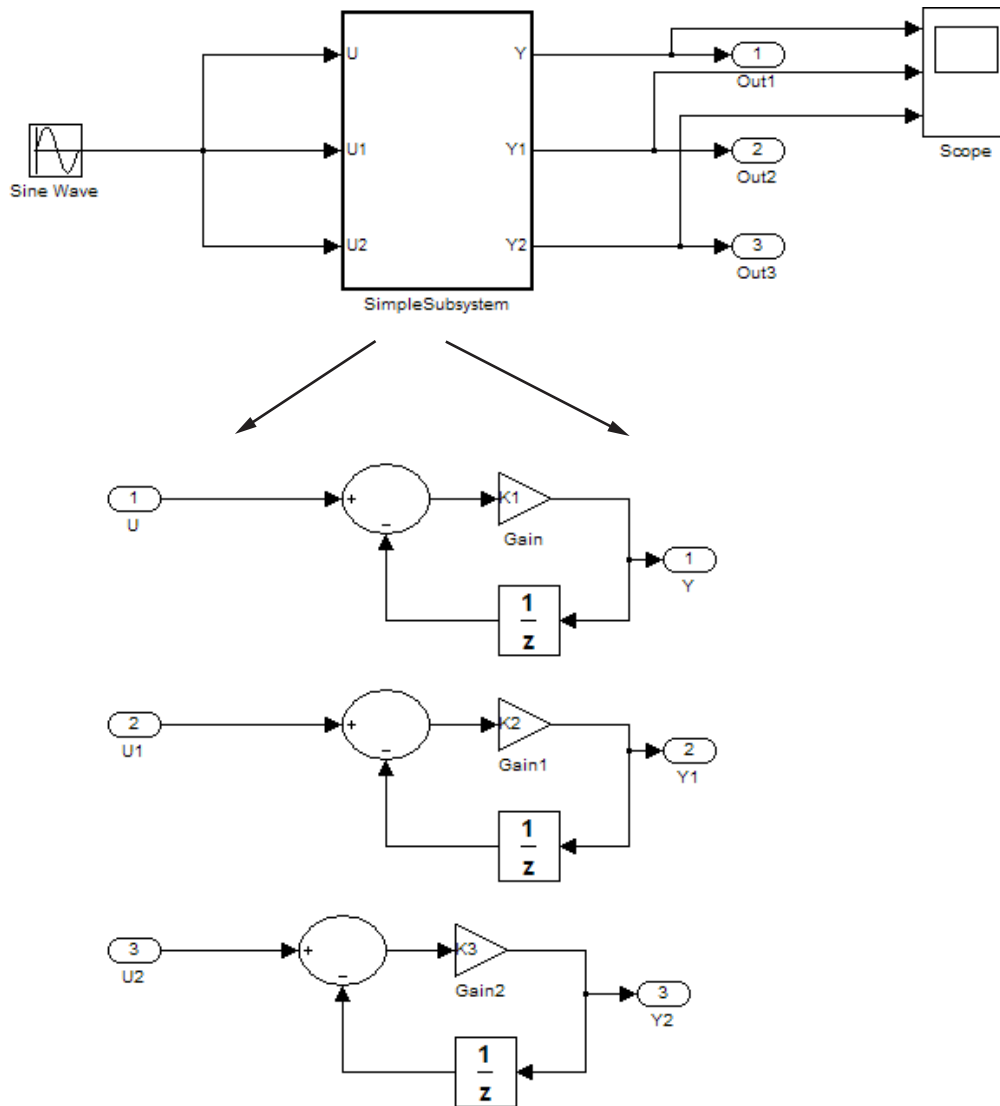 U Y
1
Out1
Sine Wave
U1 Y1
2
Out2
Scope
U2 Y2
3
Out3
SimpleSubsystem
1
U
+
−
K1
Gain
1
Y
1
z
2
U1
+
−
K2
Gain1
2
Y1
1
z
3
U2
+
−
K3
Gain2
3
Y2
1
z